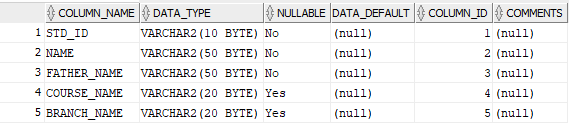 COLUMN_NAME DATA_TYPE NULLABLE DATA_DEFAULT COLUMN_ID COMMENTS
1 STD_ID VARCHAR2(10 BYTE) No (null) 1 (null)
2 NAME VARCHAR2(50 BYTE) No (null) 2 (null)
3 FATHER_NAME VARCHAR2(50 BYTE) No (null) 3 (null)
4 COURSE_NAME VARCHAR2(20 BYTE) Yes (null) 4 (null)
5 BRANCH_NAME VARCHAR2(20 BYTE) Yes (null) 5 (null)